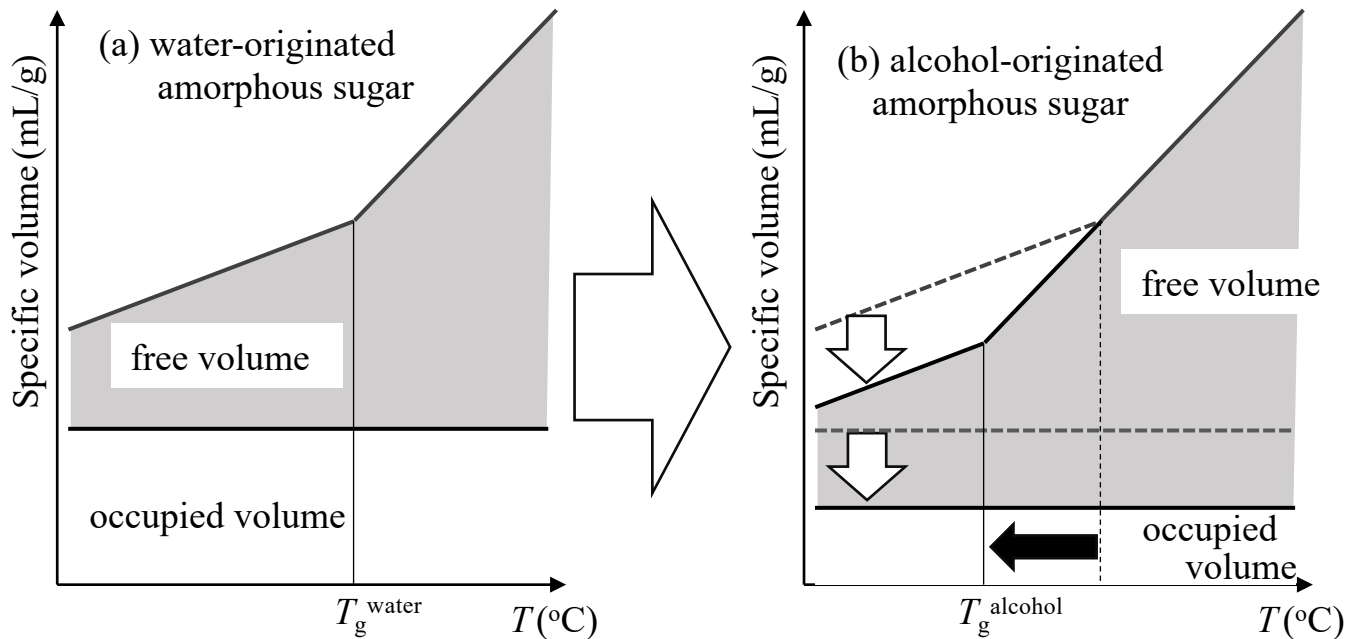 (a) water-originated
amorphous sugar
Specific volume (mL/g)
free volume
occupied volume
T_g^water
T (°C)
(b) alcohol-originated
amorphous sugar
Specific volume (mL/g)
free volume
occupied
volume
T_g^alcohol
T (°C)